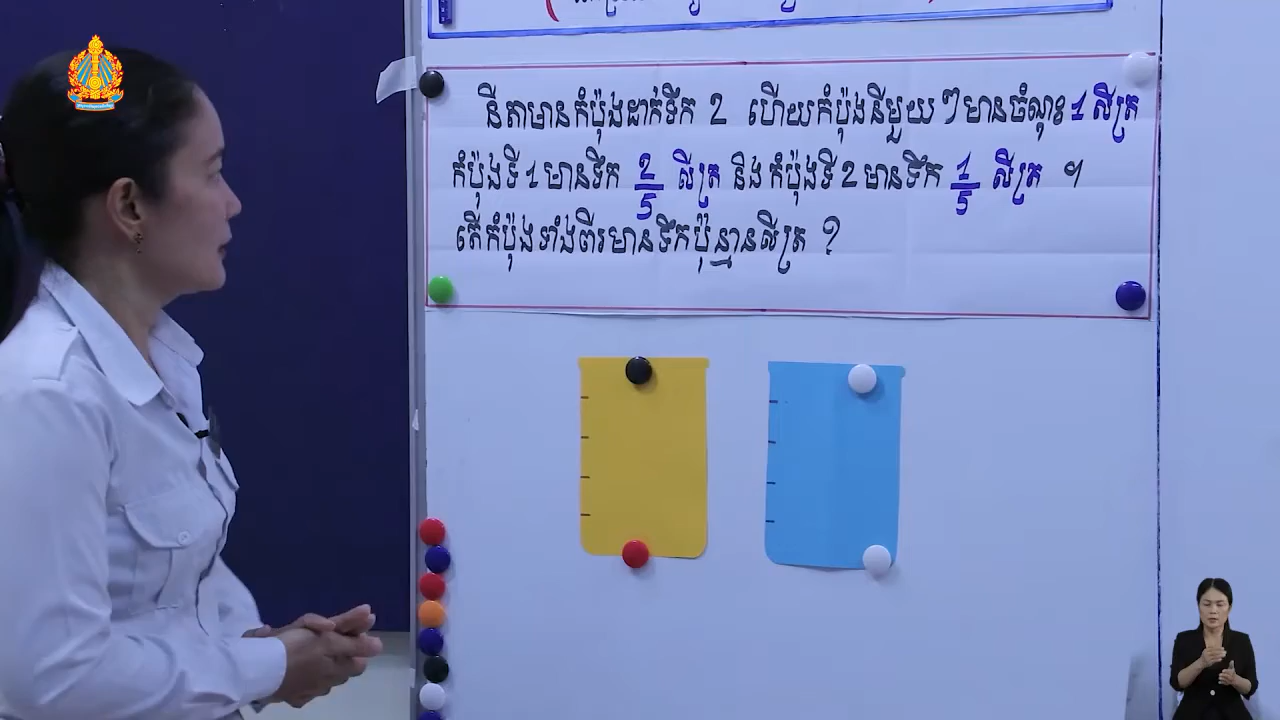 នីតាមានកំប៉ុងដាក់ទឹក 2 ហើយកំប៉ុងនីមួយៗមានចំណុះ 1 លីត្រ
កំប៉ុងទី 1 មានទឹក 2/5 លីត្រ និង កំប៉ុងទី 2 មានទឹក 1/5 លីត្រ ។
តើកំប៉ុងទាំងពីរមានទឹកប៉ុន្មានលីត្រ ?